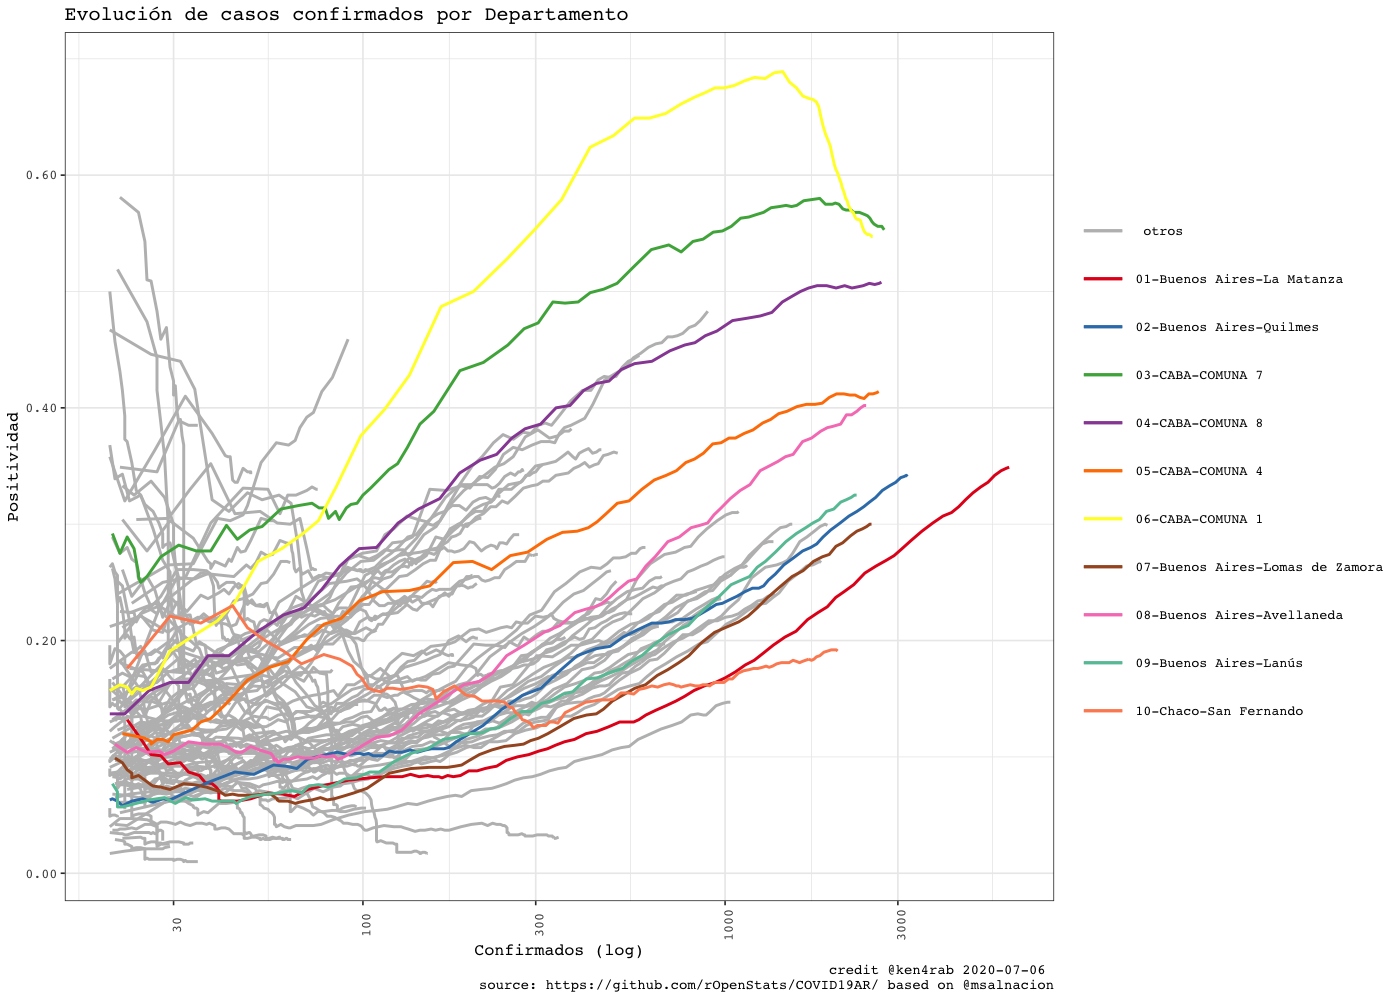 Evolución de casos confirmados por Departamento
Positividad
0.60
0.40
0.20
0.00
30
100
300
1000
3000
Confirmados (log)
otros
01-Buenos Aires-La Matanza
02-Buenos Aires-Quilmes
03-CABA-COMUNA 7
04-CABA-COMUNA 8
05-CABA-COMUNA 4
06-CABA-COMUNA 1
07-Buenos Aires-Lomas de Zamora
08-Buenos Aires-Avellaneda
09-Buenos Aires-Lanús
10-Chaco-San Fernando
credit @ken4rab 2020-07-06
source: https://github.com/rOpenStats/COVID19AR/ based on @msalnacion